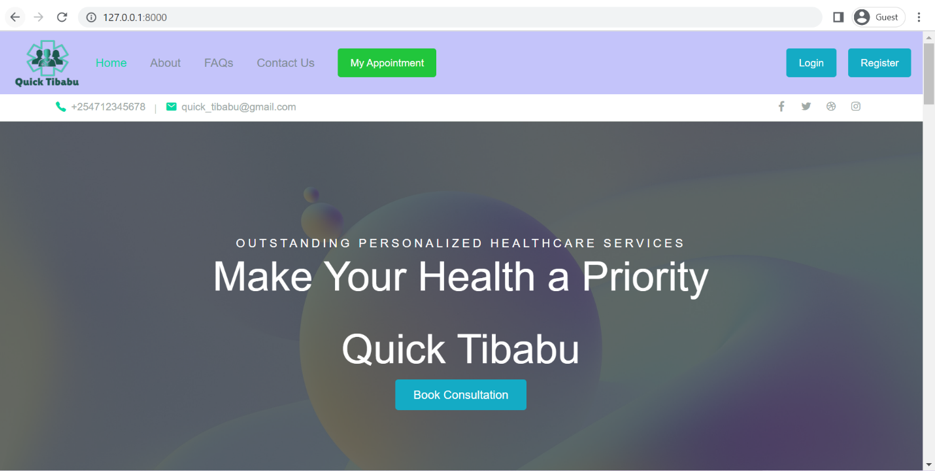 127.0.0.1:8000
Guest
Quick Tibabu
Home
About
FAQs
Contact Us
My Appointment
Login
Register
+254712345678 | quick_tibabu@gmail.com
OUTSTANDING PERSONALIZED HEALTHCARE SERVICES
Make Your Health a Priority
Quick Tibabu
Book Consultation